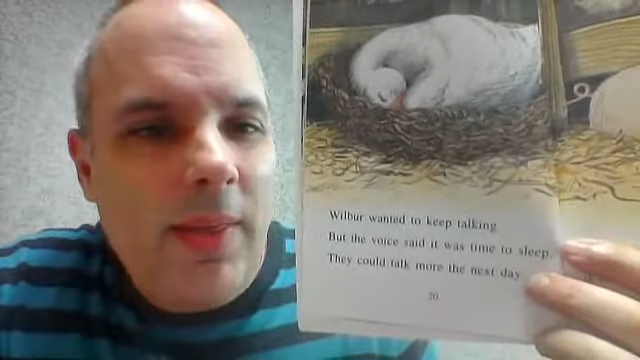 Wilbur wanted to keep talking.
But the voice said it was time to sleep.
They could talk more the next day.
20